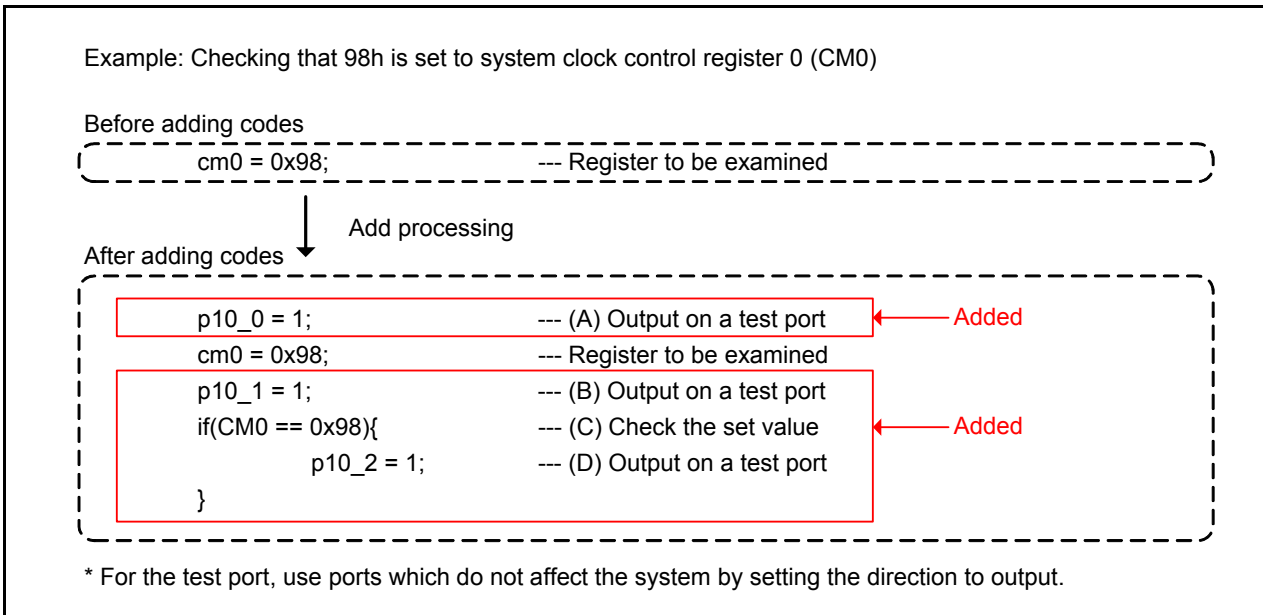 Example: Checking that 98h is set to system clock control register 0 (CM0)
Before adding codes
cm0 = 0x98; --- Register to be examined
Add processing
After adding codes
p10_0 = 1; --- (A) Output on a test port Added
cm0 = 0x98; --- Register to be examined
p10_1 = 1; --- (B) Output on a test port
if(CM0 == 0x98){ --- (C) Check the set value Added
p10_2 = 1; --- (D) Output on a test port
}
* For the test port, use ports which do not affect the system by setting the direction to output.